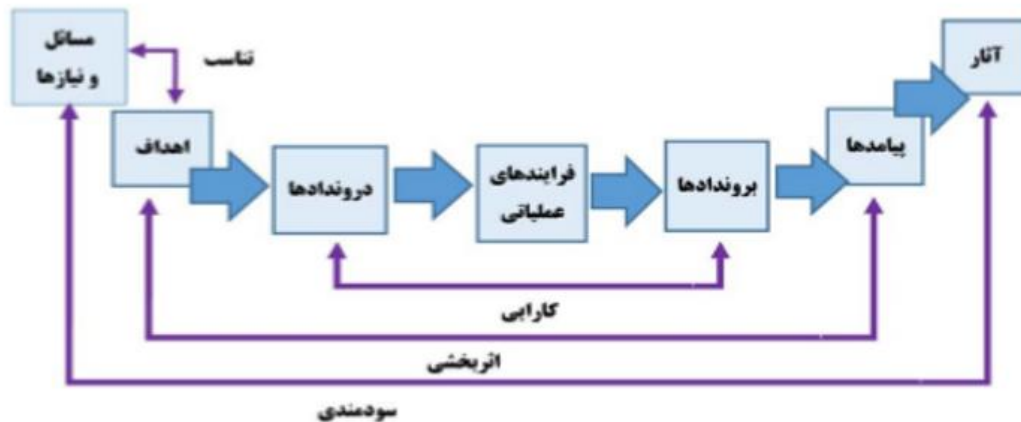 مسائل
و نیازها
تناسب
اهداف
دروندادها
فرایندهای
عملیاتی
بروندادها
پیامدها
آثار
کارایی
اثربخشی
سودمندی